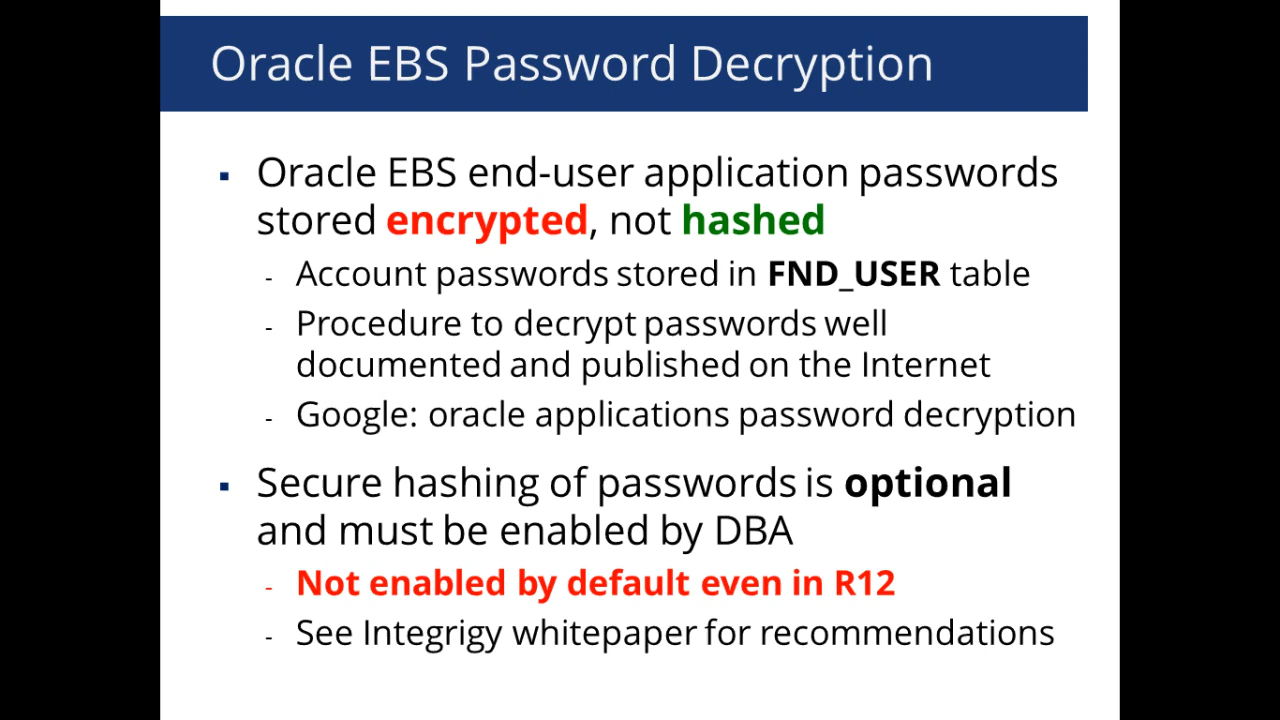 Oracle EBS Password Decryption
▪ Oracle EBS end-user application passwords
stored encrypted, not hashed
- Account passwords stored in FND_USER table
- Procedure to decrypt passwords well
documented and published on the Internet
- Google: oracle applications password decryption
▪ Secure hashing of passwords is optional
and must be enabled by DBA
- Not enabled by default even in R12
- See Integrigy whitepaper for recommendations